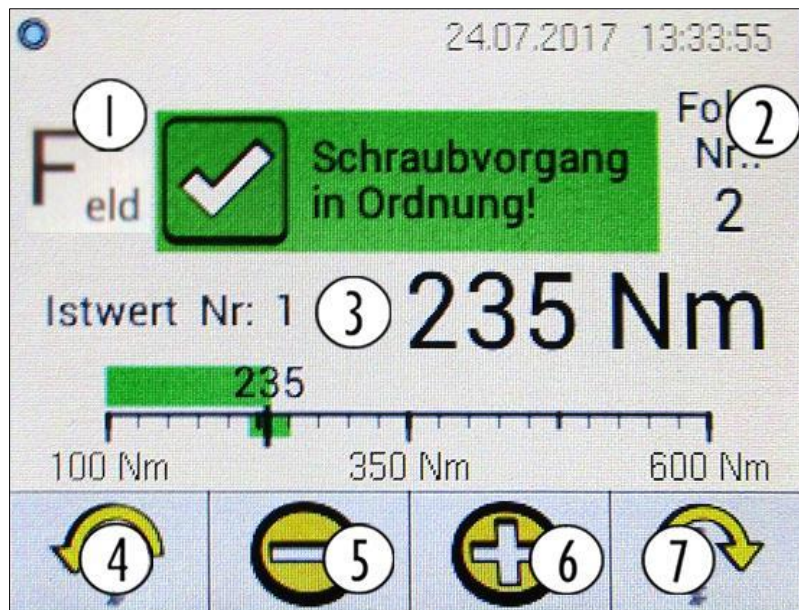 24.07.2017 13:33:55
1
2
Feld
Schraubvorgang
in Ordnung!
Nr.:
2
Istwert Nr: 1
3
235 Nm
235
100 Nm
350 Nm
600 Nm
4
5
6
7